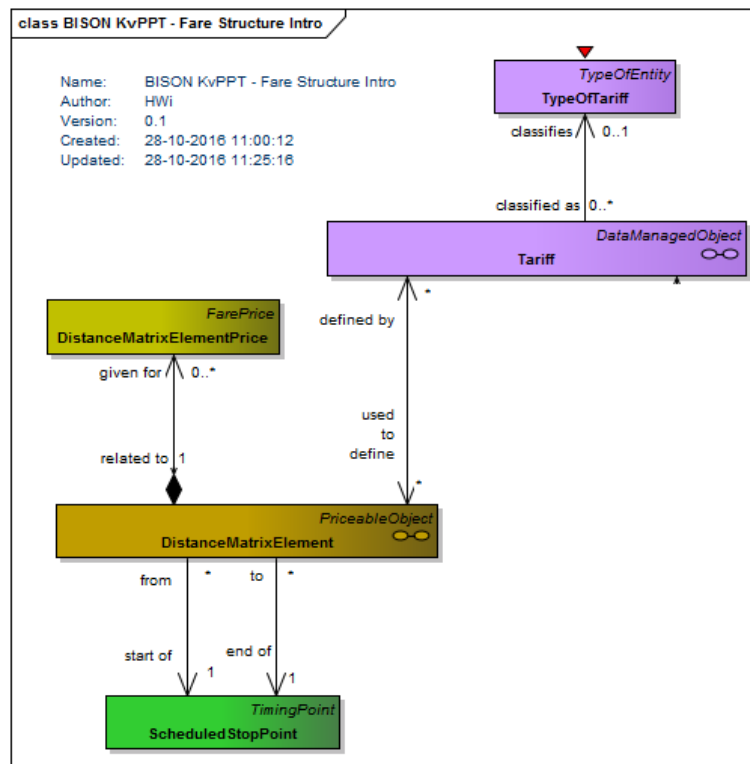 class BISON KvPPT - Fare Structure Intro
Name: BISON KvPPT - Fare Structure Intro
Author: HWi
Version: 0.1
Created: 28-10-2016 11:00:12
Updated: 28-10-2016 11:25:16
TypeOfEntity
TypeOfTariff
classifies 0..1
classified as 0..*
DataManagedObject
Tariff
*
defined by
FarePrice
DistanceMatrixElementPrice
given for 0..*
used
to
define
related to 1
*
PriceableObject
DistanceMatrixElement
from * to *
start of 1 end of 1
TimingPoint
ScheduledStopPoint